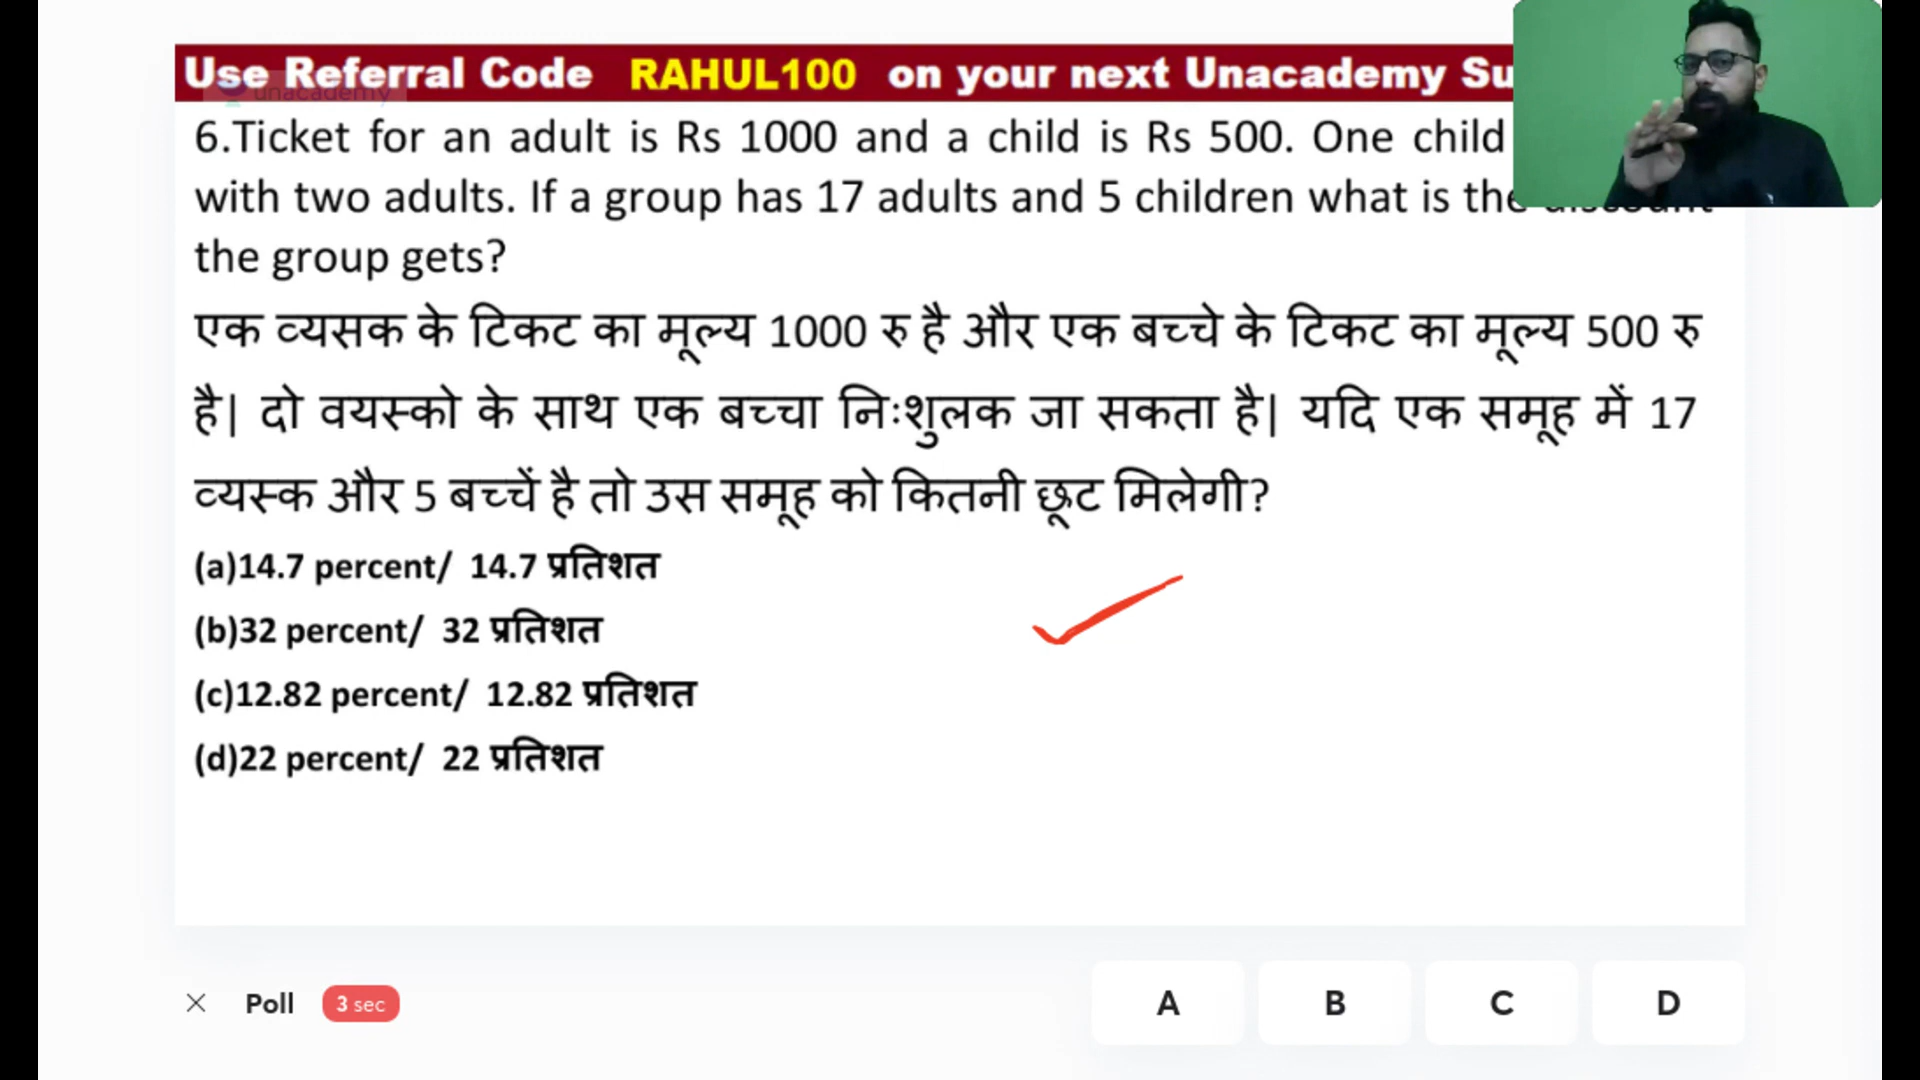 Use Referral Code RAHUL100 on your next Unacademy Su
unacademy
6.Ticket for an adult is Rs 1000 and a child is Rs 500. One child
with two adults. If a group has 17 adults and 5 children what is the discount
the group gets?
एक व्यसक के टिकट का मूल्य 1000 रु है और एक बच्चे के टिकट का मूल्य 500 रु
है| दो वयस्को के साथ एक बच्चा निःशुलक जा सकता है| यदि एक समूह में 17
व्यस्क और 5 बच्चें है तो उस समूह को कितनी छूट मिलेगी?
(a)14.7 percent/ 14.7 प्रतिशत
(b)32 percent/ 32 प्रतिशत
(c)12.82 percent/ 12.82 प्रतिशत
(d)22 percent/ 22 प्रतिशत
Poll 3 sec A B C D